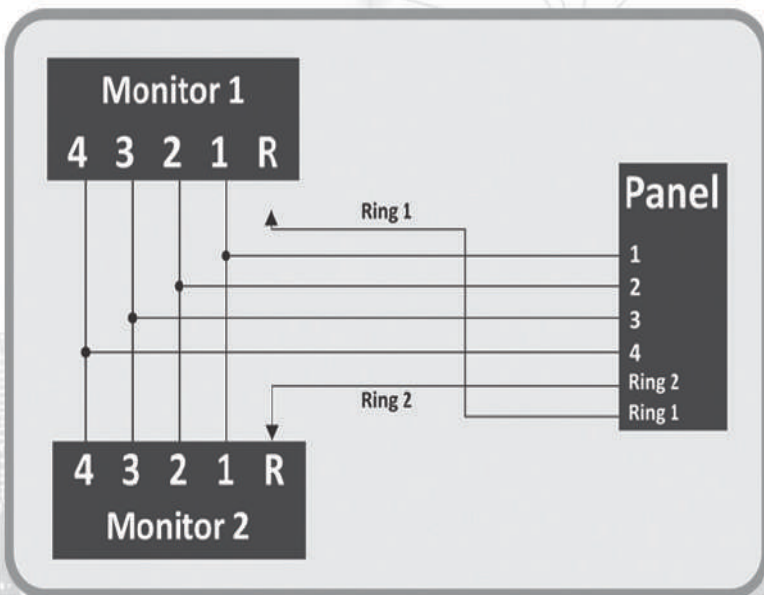 Monitor 1
4 3 2 1 R
Panel
Ring 1
1
2
3
4
Ring 2
Ring 2
Ring 1
4 3 2 1 R
Monitor 2